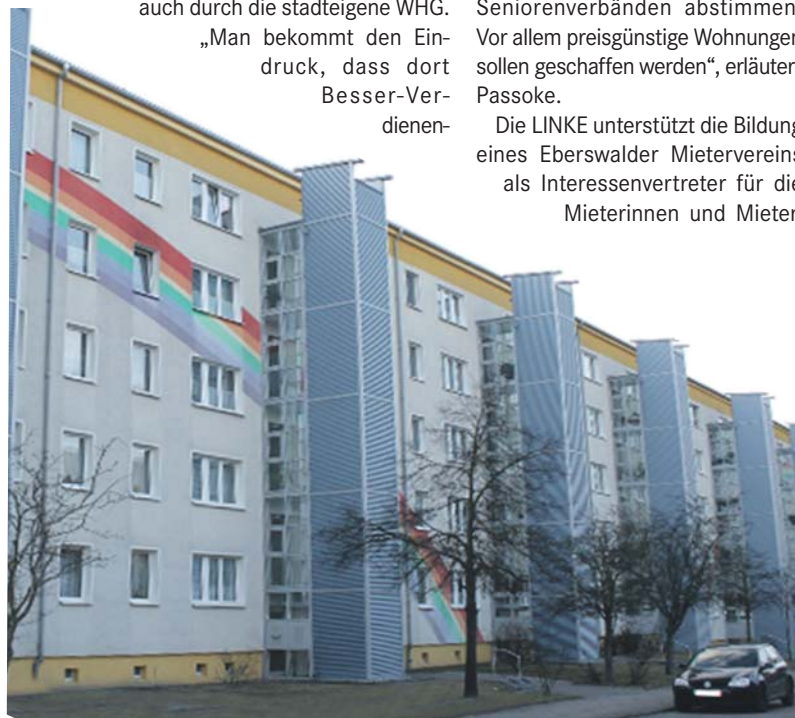 auch durch die stadteigene WHG.
„Man bekommt den Ein-
druck, dass dort
Besser-Ver-
dienen-
Seniorenverbänden abstimmen.
Vor allem preisgünstige Wohnungen
sollen geschaffen werden“, erläutert
Passoke.
Die LINKE unterstützt die Bildung
eines Eberswalder Mietervereins
als Interessenvertreter für die
Mieterinnen und Mieter.